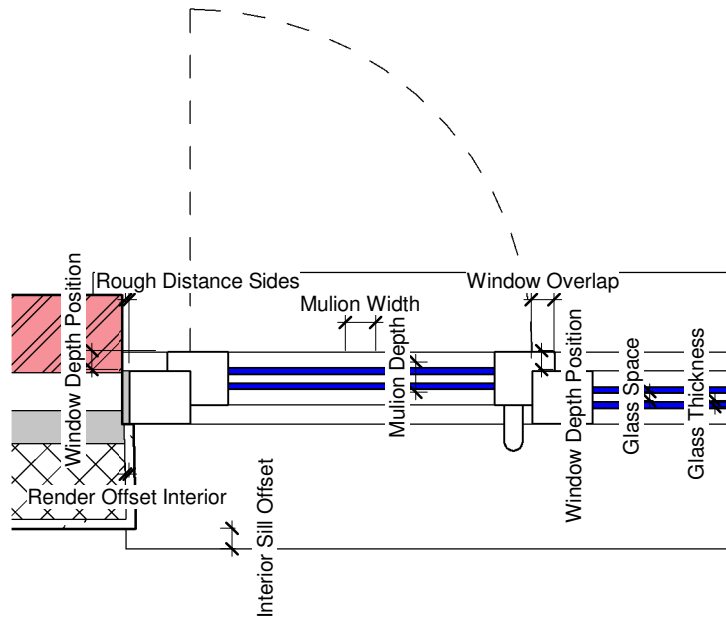 Rough Distance Sides
Window Overlap
Mulion Width
Window Depth Position
Mulion Depth
Window Depth Position
Glass Space
Glass Thickness
Render Offset Interior
Interior Sill Offset